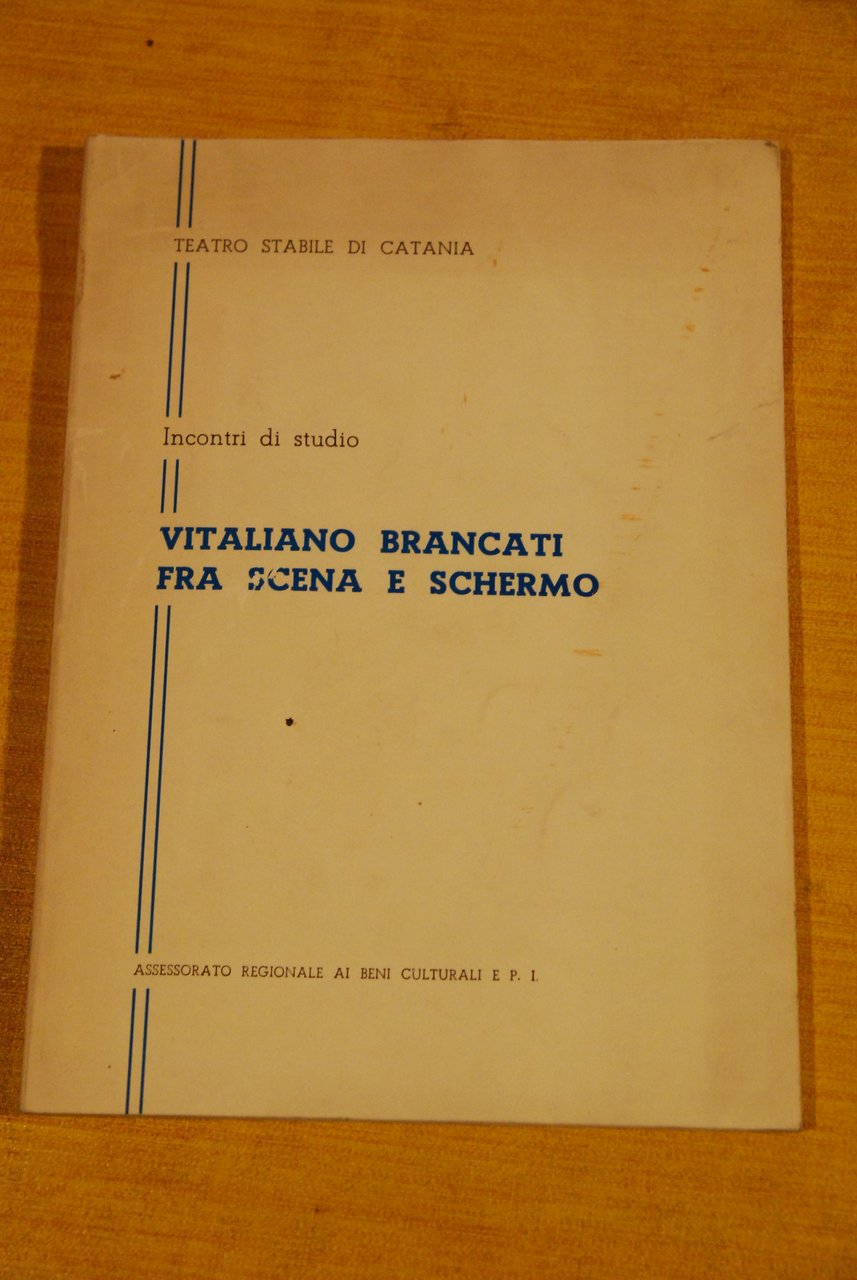 TEATRO STABILE DI CATANIA
Incontri di studio
VITALIANO BRANCATI
FRA SCENA E SCHERMO
ASSESSORATO REGIONALE AI BENI CULTURALI E P. I.